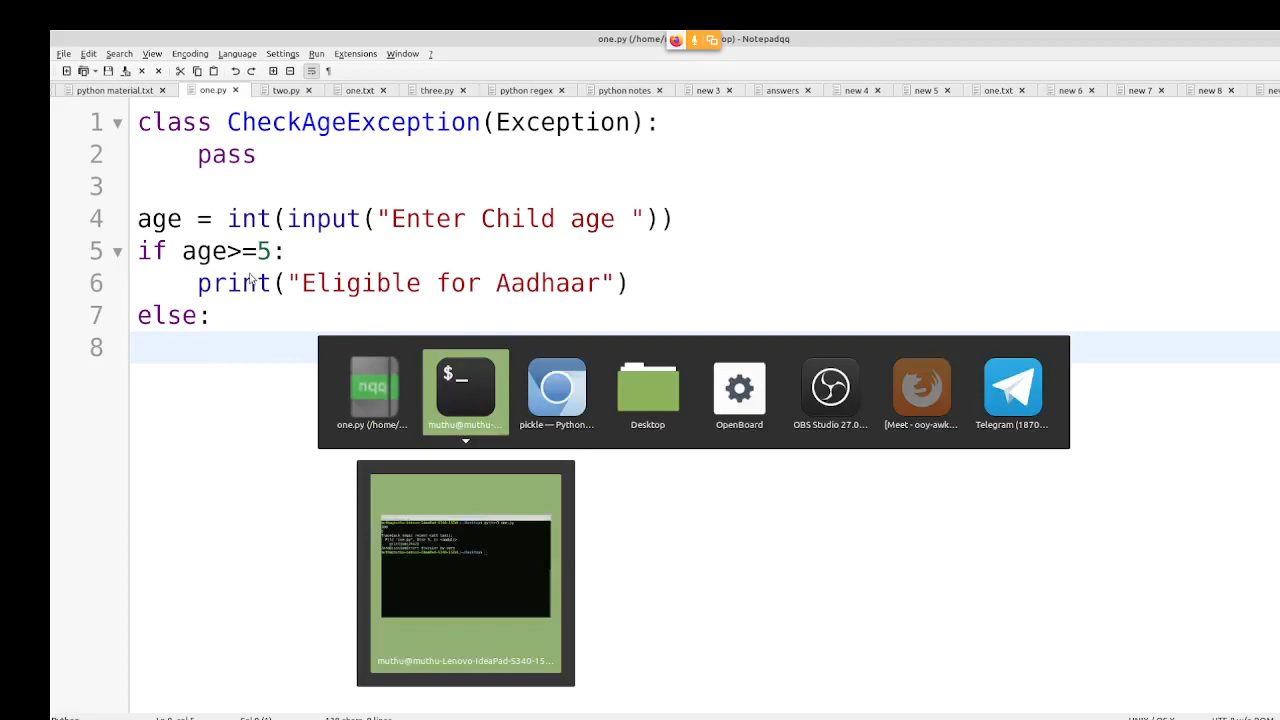 one.py (/home/
op) - Notepadqq
File Edit Search View Encoding Language Settings Run Extensions Window ?
python material.txt one.py two.py one.txt three.py python regex python notes new 3 answers new 4 new 5 one.txt new 6 new 7 new 8 new
1 class CheckAgeException(Exception):
2 pass
3
4 age = int(input("Enter Child age "))
5 if age>=5:
6 print("Eligible for Aadhaar")
7 else:
8
$_
nqq
one.py (/home/... muthu@muthu-... pickle — Python... Desktop OpenBoard OBS Studio 27.0... Telegram (1870...
muthu@muthu-Lenovo-IdeaPad-S340-15...